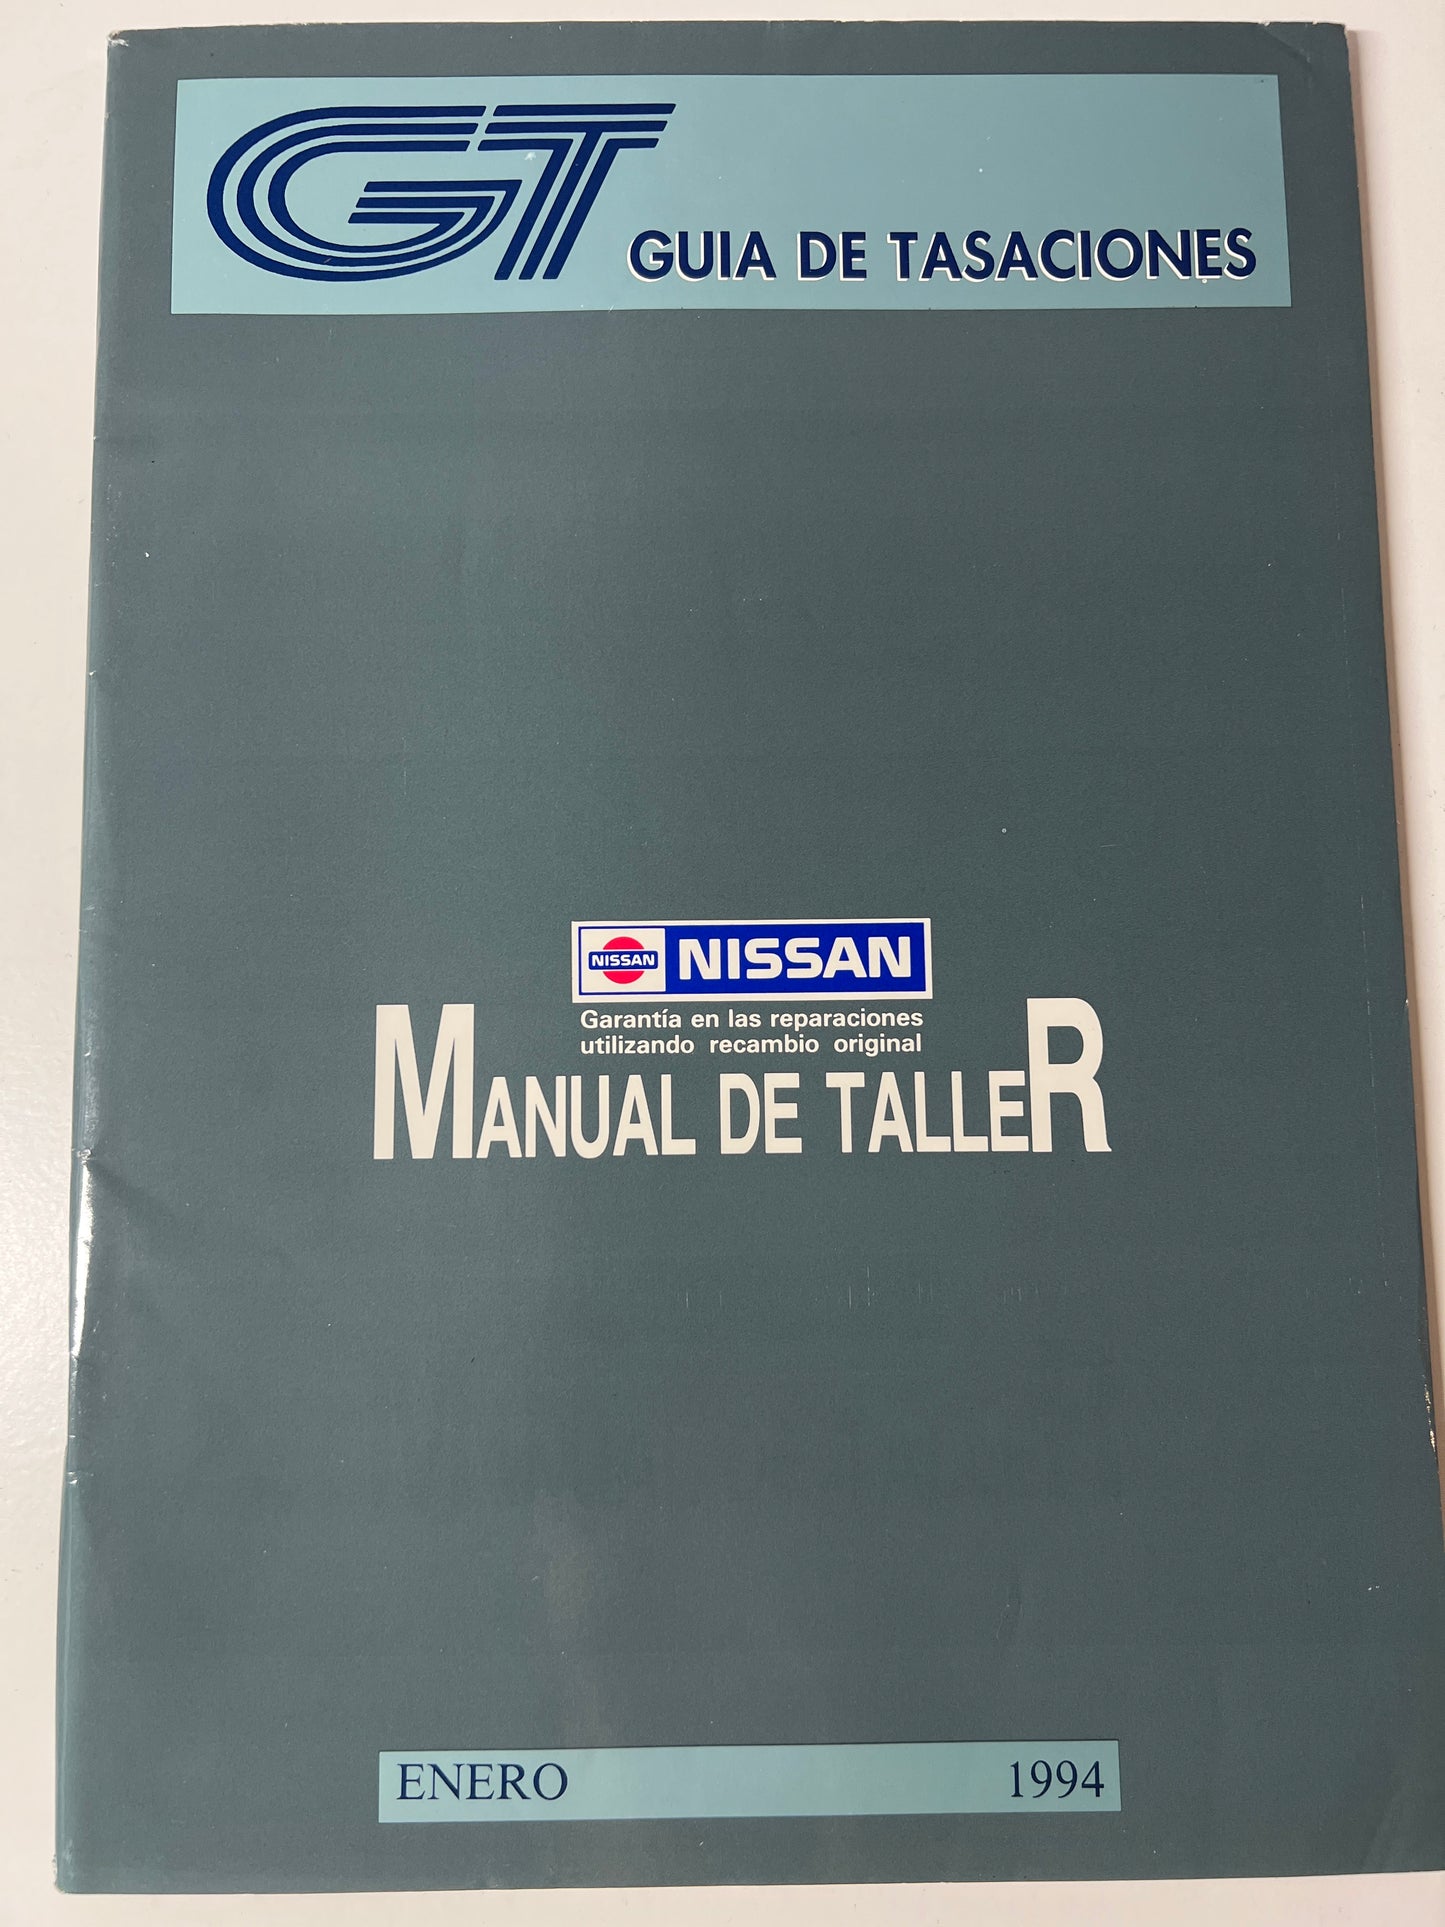 GT GUIA DE TASACIONES
NISSAN NISSAN
Garantía en las reparaciones
utilizando recambio original
MANUAL DE TALLER
ENERO 1994